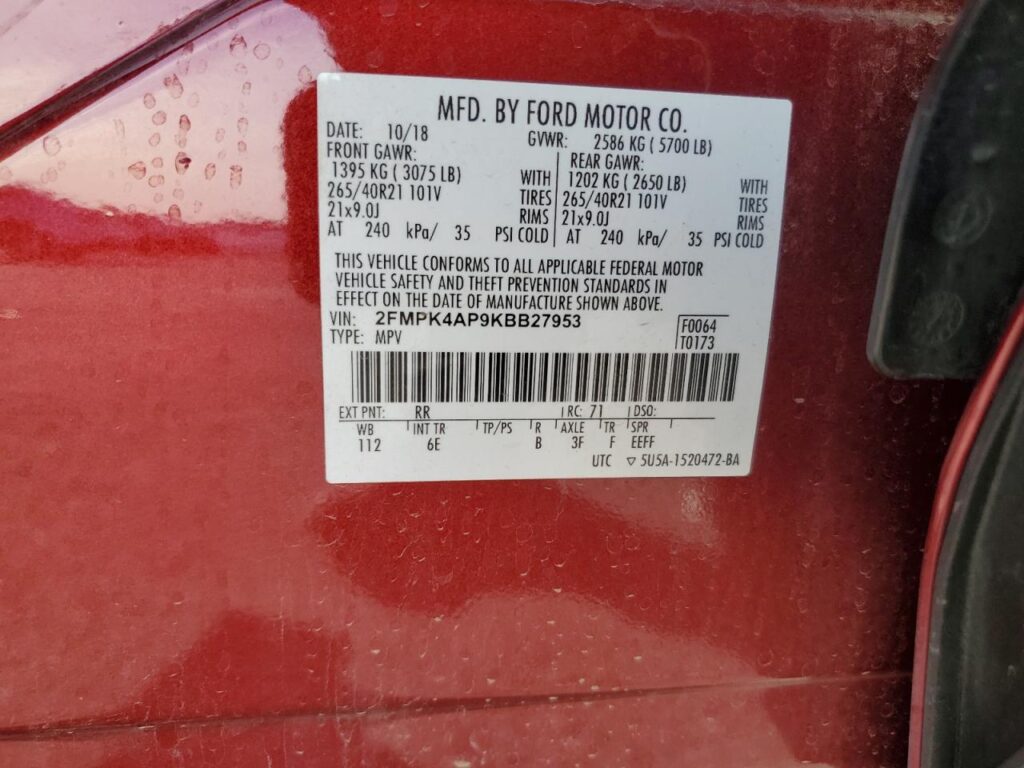 MFD. BY FORD MOTOR CO.
DATE: 10/18 GVWR: 2586 KG ( 5700 LB)
FRONT GAWR: REAR GAWR:
1395 KG ( 3075 LB) WITH 1202 KG ( 2650 LB) WITH
265/40R21 101V TIRES 265/40R21 101V TIRES
21x9.0J RIMS 21x9.0J RIMS
AT 240 kPa/ 35 PSI COLD AT 240 kPa/ 35 PSI COLD
THIS VEHICLE CONFORMS TO ALL APPLICABLE FEDERAL MOTOR
VEHICLE SAFETY AND THEFT PREVENTION STANDARDS IN
EFFECT ON THE DATE OF MANUFACTURE SHOWN ABOVE.
VIN: 2FMPK4AP9KBB27953 F0064
TYPE: MPV T0173
EXT PNT: RR RC: 71 DSO:
WB INT TR TP/PS R AXLE TR SPR
112 6E B 3F F EEFF
UTC ▽ 5U5A-1520472-BA